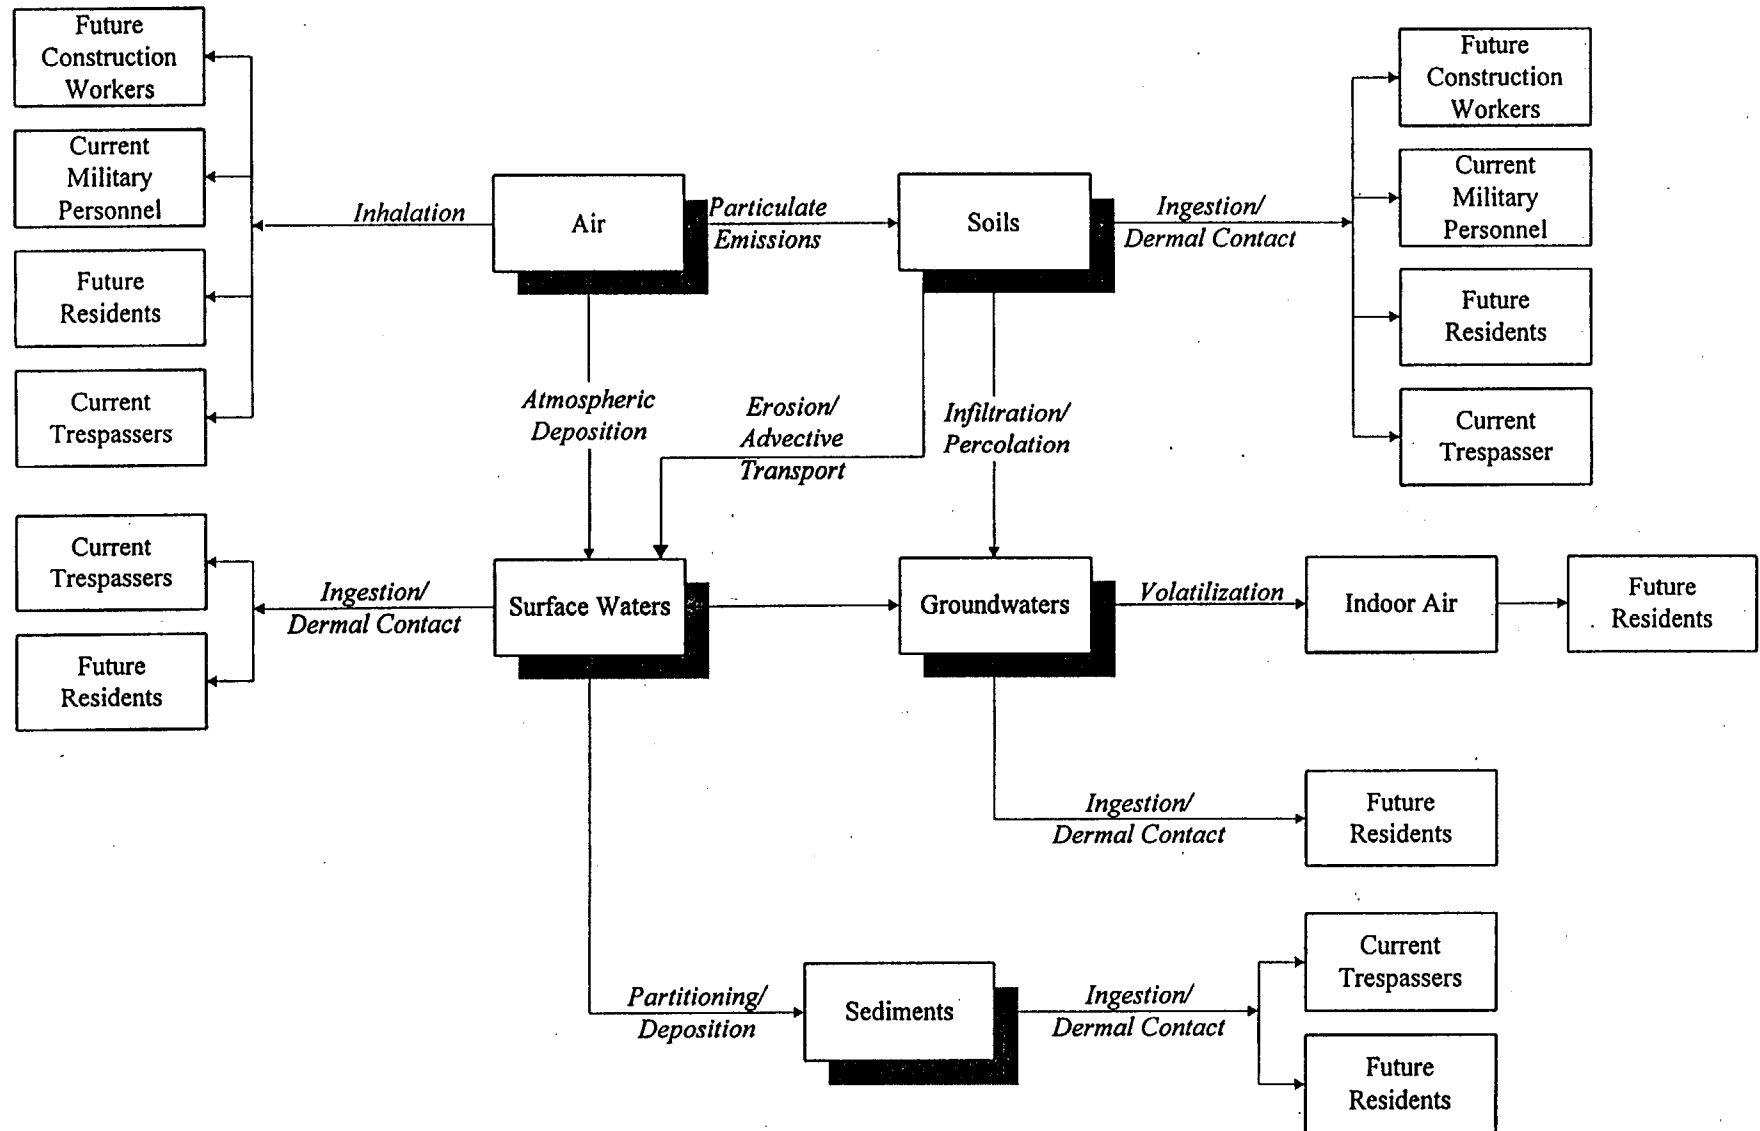 Future
Construction
Workers
Current
Military
Personnel
Future
Residents
Current
Trespassers
Inhalation
Air
Particulate
Emissions
Soils
Ingestion/
Dermal Contact
Future
Construction
Workers
Current
Military
Personnel
Future
Residents
Current
Trespasser
Atmospheric
Deposition
Erosion/
Advective
Transport
Infiltration/
Percolation
Current
Trespassers
Future
Residents
Ingestion/
Dermal Contact
Surface Waters
Groundwaters
Volatilization
Indoor Air
Future
Residents
Ingestion/
Dermal Contact
Future
Residents
Partitioning/
Deposition
Sediments
Ingestion/
Dermal Contact
Current
Trespassers
Future
Residents